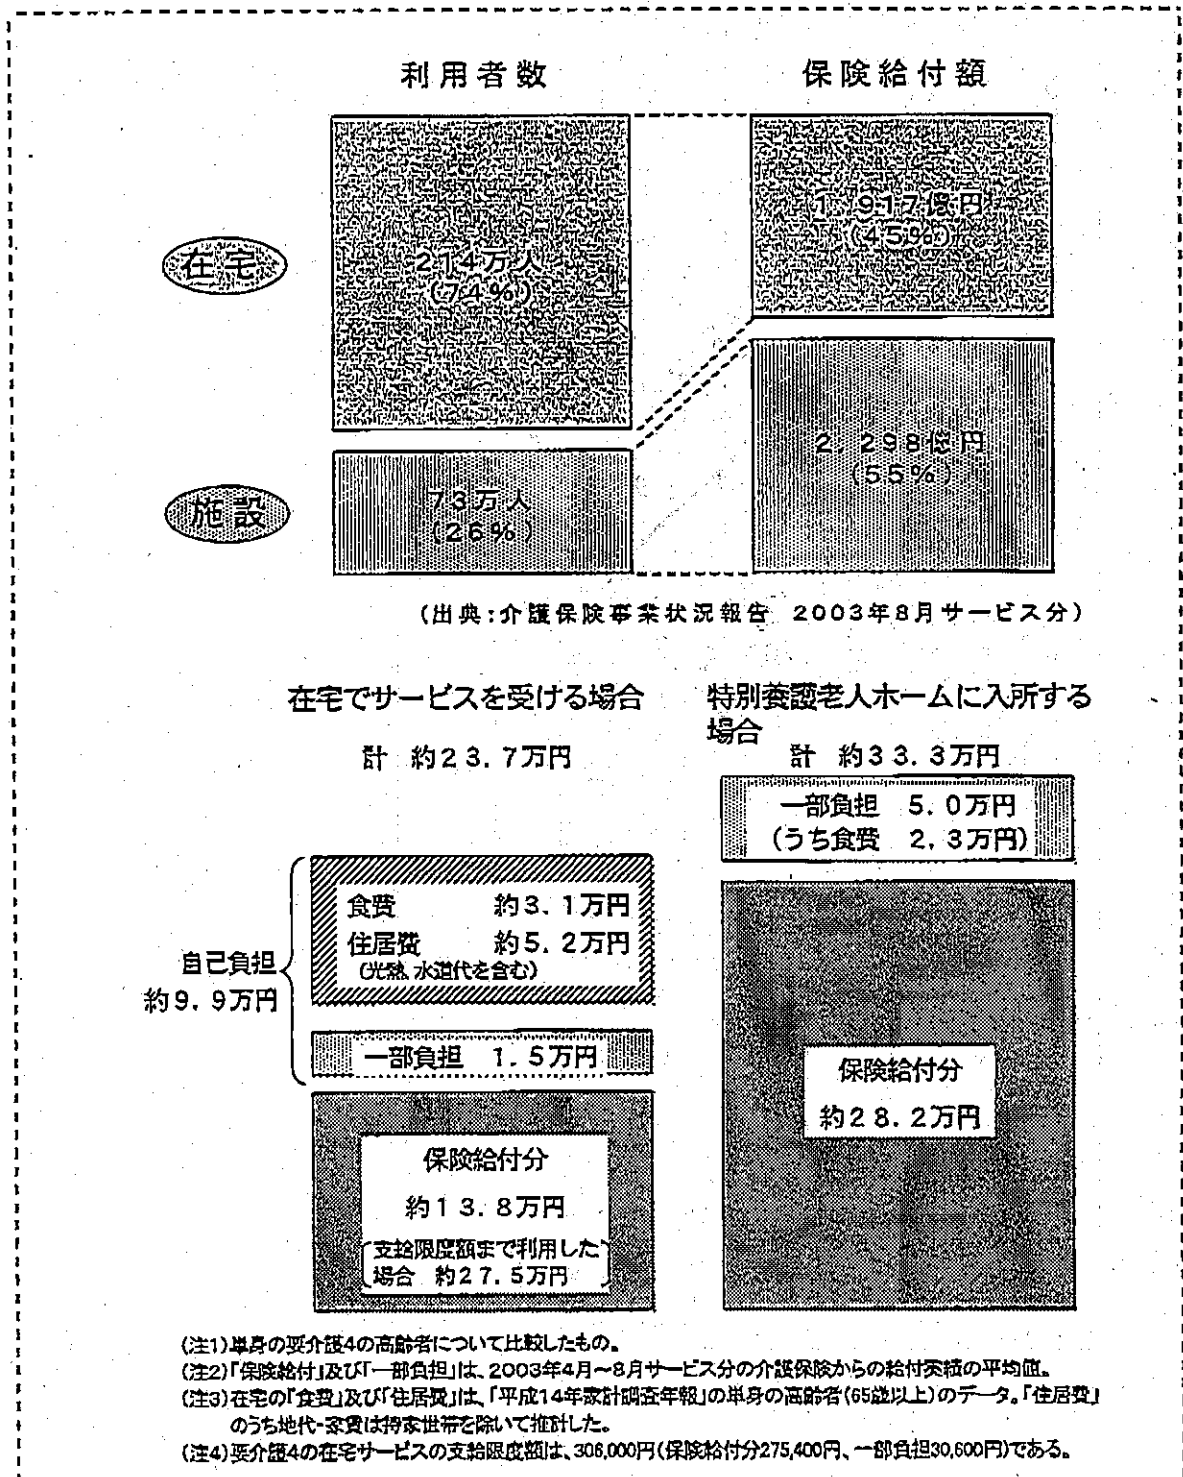 利用者数
保険給付額
在宅
214万人
(74%)
1,917億円
(45%)
施設
73万人
(26%)
2,298億円
(55%)
(出典:介護保険事業状況報告 2003年8月サービス分)
在宅でサービスを受ける場合
計 約23.7万円
自己負担
約9.9万円
食費 約3.1万円
住居費 約5.2万円
(光熱、水道代を含む)
一部負担 1.5万円
保険給付分
約13.8万円
支給限度額まで利用した
場合 約27.5万円
特別養護老人ホームに入所する
場合
計 約33.3万円
一部負担 5.0万円
(うち食費 2.3万円)
保険給付分
約28.2万円
(注1)単身の要介護4の高齢者について比較したもの。
(注2)「保険給付」及び「一部負担」は、2003年4月~8月サービス分の介護保険からの給付実績の平均値。
(注3)在宅の「食費」及び「住居費」は、「平成14年家計調査年報」の単身の高齢者(65歳以上)のデータ。「住居費」
のうち地代・家賃は持家世帯を除いて推計した。
(注4)要介護4の在宅サービスの支給限度額は、306,000円(保険給付分275,400円、一部負担30,600円)である。